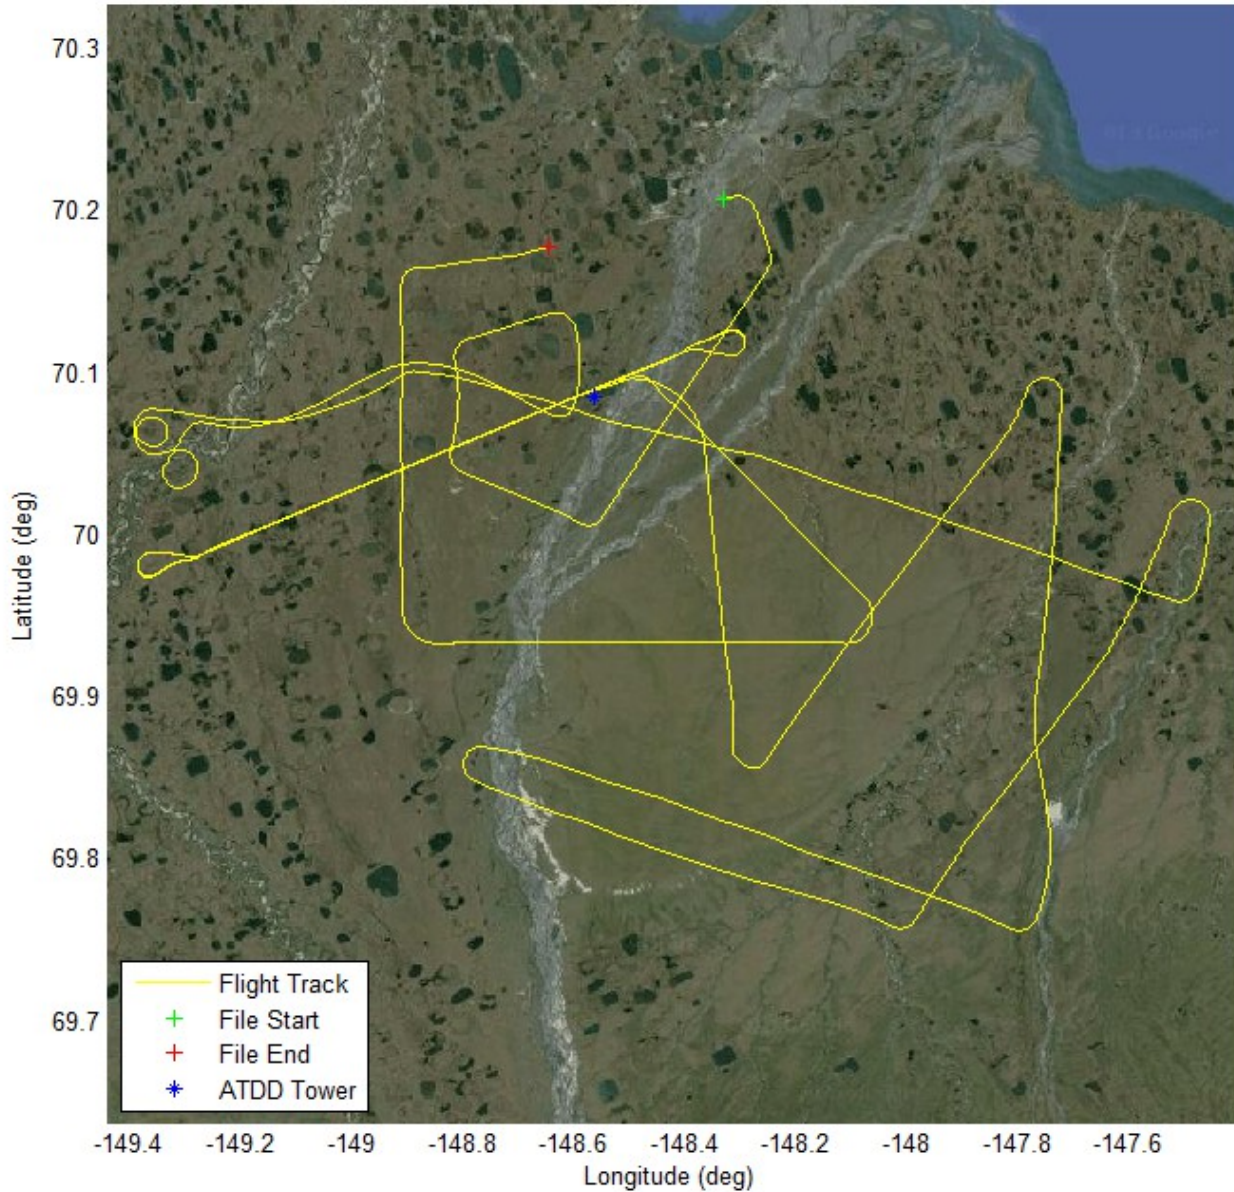 70.3
70.2
70.1
70
69.9
69.8
69.7
Latitude (deg)
Flight Track
File Start
File End
ATDD Tower
-149.4 -149.2 -149 -148.8 -148.6 -148.4 -148.2 -148 -147.8 -147.6
Longitude (deg)